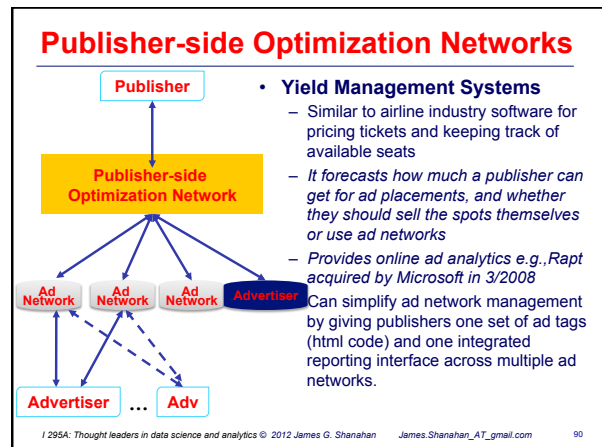 Publisher-side Optimization Networks
Publisher
Publisher-side
Optimization Network
Ad
Network
Ad
Network
Ad
Network
Advertiser
Advertiser
...
Adv
• Yield Management Systems
– Similar to airline industry software for
pricing tickets and keeping track of
available seats
– It forecasts how much a publisher can
get for ad placements, and whether
they should sell the spots themselves
or use ad networks
– Provides online ad analytics e.g.,Rapt
acquired by Microsoft in 3/2008
Can simplify ad network management
by giving publishers one set of ad tags
(html code) and one integrated
reporting interface across multiple ad
networks.
I 295A: Thought leaders in data science and analytics © 2012 James G. Shanahan James.Shanahan_AT_gmail.com 90